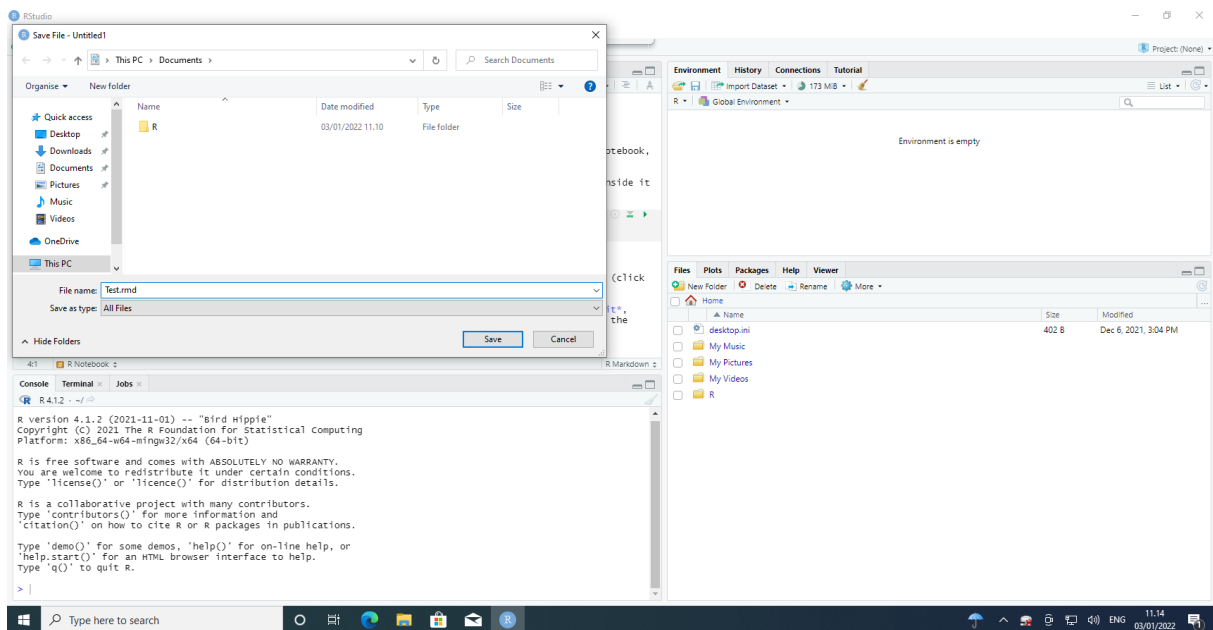 RStudio
Save File - Untitled1
This PC > Documents >
Search Documents
Organise
New folder
Quick access
Desktop
Downloads
Documents
Pictures
Music
Videos
OneDrive
This PC
Name
Date modified
Type
Size
R
03/01/2022 11.10
File folder
File name: Test.rmd
Save as type: All Files
Hide Folders
Save
Cancel
otebook,
nside it
(click
it*,
the
4:1
R Notebook
R Markdown
Console
Terminal
Jobs
R 4.1.2 · ~/
R version 4.1.2 (2021-11-01) -- "Bird Hippie"
Copyright (C) 2021 The R Foundation for Statistical Computing
Platform: x86_64-w64-mingw32/x64 (64-bit)
R is free software and comes with ABSOLUTELY NO WARRANTY.
You are welcome to redistribute it under certain conditions.
Type 'license()' or 'licence()' for distribution details.
R is a collaborative project with many contributors.
Type 'contributors()' for more information and
'citation()' on how to cite R or R packages in publications.
Type 'demo()' for some demos, 'help()' for on-line help, or
'help.start()' for an HTML browser interface to help.
Type 'q()' to quit R.
>
Project: (None)
Environment
History
Connections
Tutorial
Import Dataset
173 MiB
List
R
Global Environment
Environment is empty
Files
Plots
Packages
Help
Viewer
New Folder
Delete
Rename
More
Home
Name
Size
Modified
desktop.ini
402 B
Dec 6, 2021, 3:04 PM
My Music
My Pictures
My Videos
R
Type here to search
ENG
11.14
03/01/2022